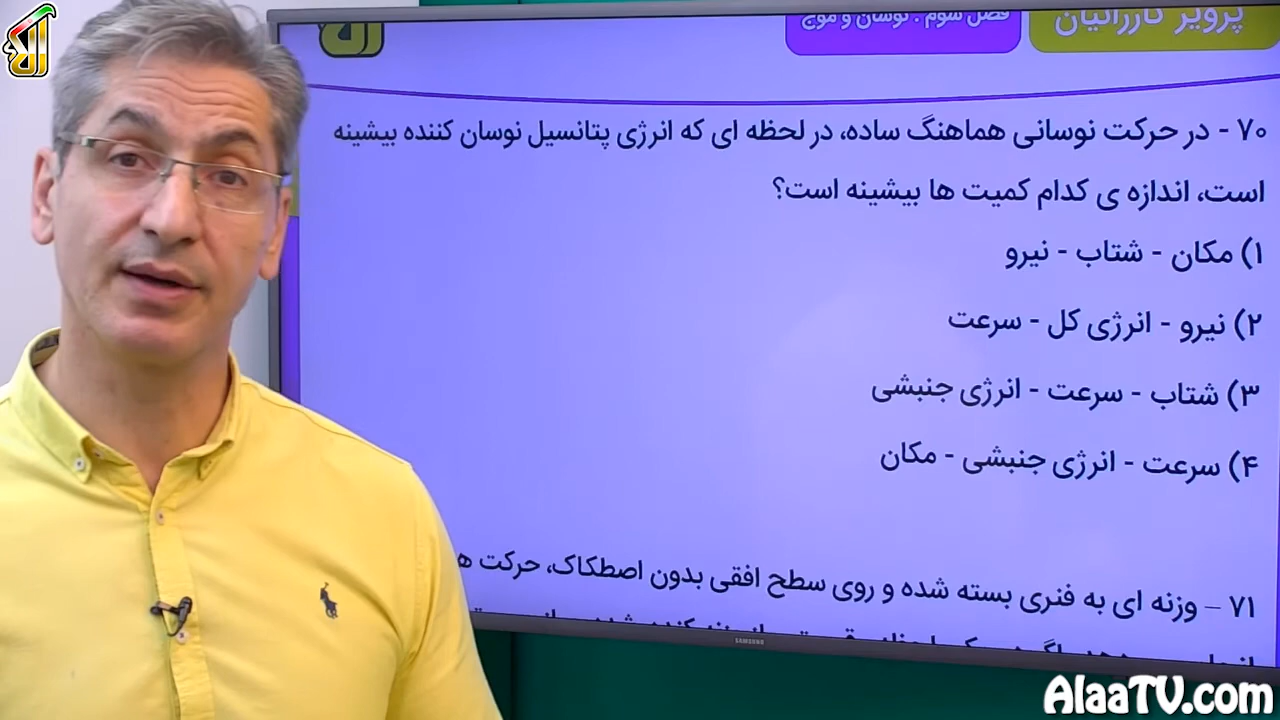 پرویز کازرانیان
فصل سوم : نوسان و موج
۷۰ - در حرکت نوسانی هماهنگ ساده، در لحظه ای که انرژی پتانسیل نوسان کننده بیشینه
است، اندازه ی کدام کمیت ها بیشینه است؟
۱) مکان - شتاب - نیرو
۲) نیرو - انرژی کل - سرعت
۳) شتاب - سرعت - انرژی جنبشی
۴) سرعت - انرژی جنبشی - مکان
۷۱ – وزنه ای به فنری بسته شده و روی سطح افقی بدون اصطکاک، حرکت
SAMSUNG
AlaaTV.com